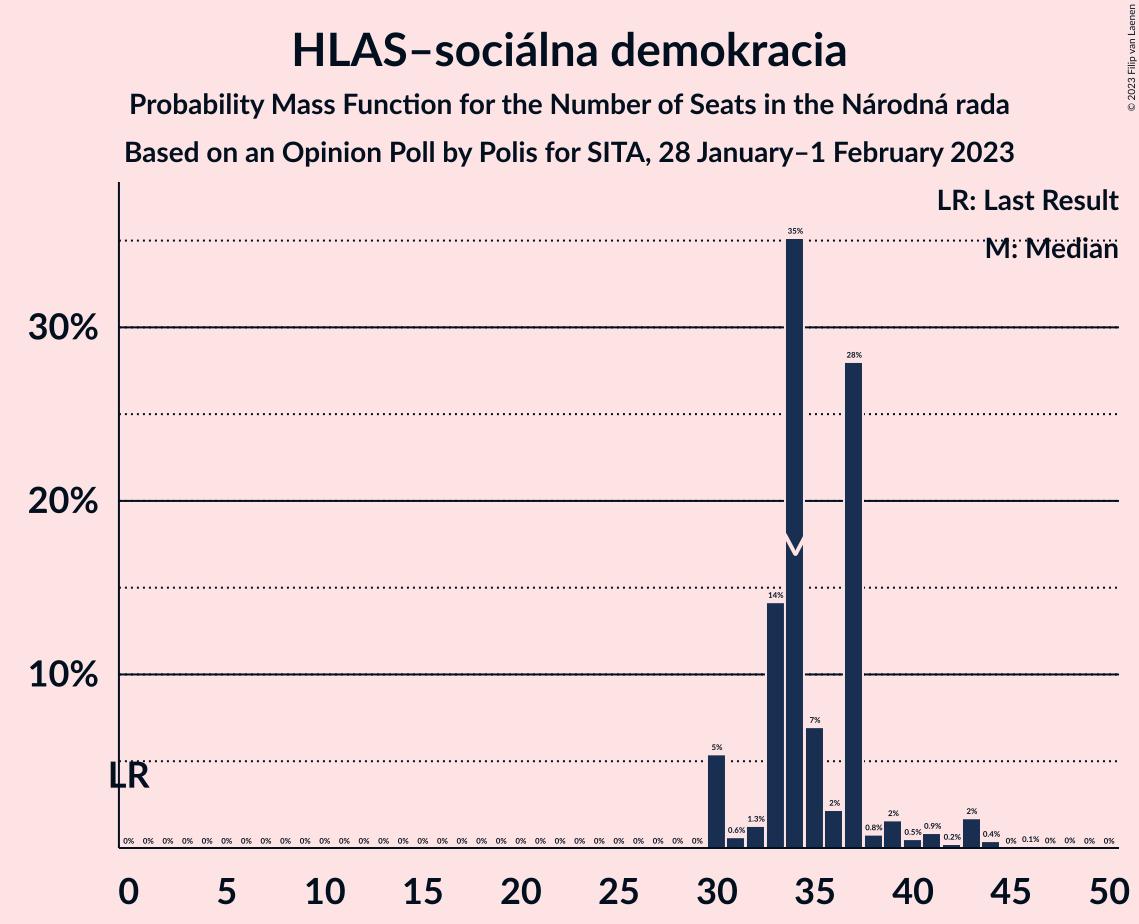 HLAS–sociálna demokracia
Probability Mass Function for the Number of Seats in the Národná rada
Based on an Opinion Poll by Polis for SITA, 28 January–1 February 2023
© 2023 Filip van Laenen
LR: Last Result
M: Median
35%
30%
28%
20%
14%
10%
7%
5%
LR
0% 0% 0% 0% 0% 0% 0% 0% 0% 0% 0% 0% 0% 0% 0% 0% 0% 0% 0% 0% 0% 0% 0% 0% 0% 0% 0% 0% 0% 0% 0.6% 1.3% 2% 0.8% 2% 0.5% 0.9% 0.2% 2% 0.4% 0% 0.1% 0% 0% 0% 0%
0 5 10 15 20 25 30 35 40 45 50